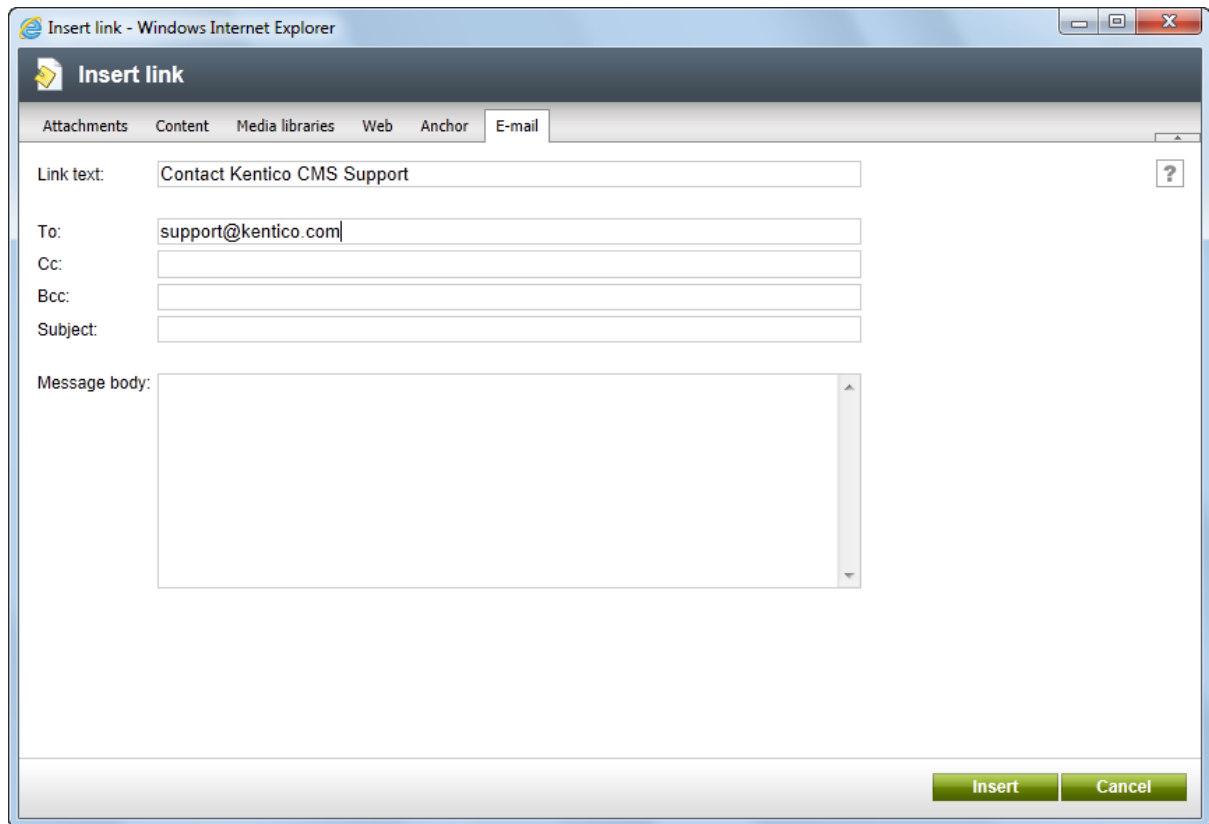 Insert link - Windows Internet Explorer
Insert link
Attachments Content Media libraries Web Anchor E-mail
Link text: Contact Kentico CMS Support
?
To: support@kentico.com
Cc:
Bcc:
Subject:
Message body:
Insert Cancel